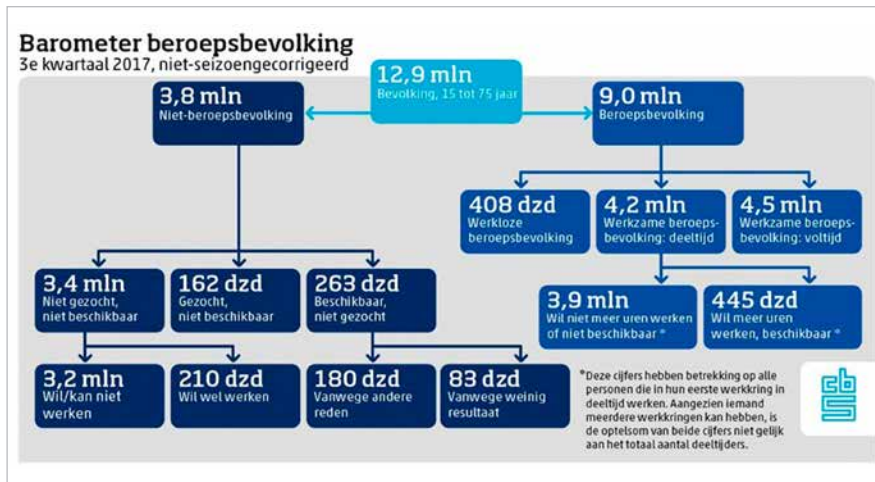 Barometer beroepsbevolking
3e kwartaal 2017, niet-seizoengecorrigeerd
12,9 mln
Bevolking, 15 tot 75 jaar
3,8 mln
Niet-beroepsbevolking
9,0 mln
Beroepsbevolking
408 dzd
Werkloze
beroepsbevolking
4,2 mln
Werkzame beroeps-
bevolking: deeltijd
4,5 mln
Werkzame beroeps-
bevolking: voltijd
3,4 mln
Niet gezocht,
niet beschikbaar
162 dzd
Gezocht,
niet beschikbaar
263 dzd
Beschikbaar,
niet gezocht
3,9 mln
Wil niet meer uren werken
of niet beschikbaar *
445 dzd
Wil meer uren
werken, beschikbaar *
3,2 mln
Wil/kan niet
werken
210 dzd
Wil wel werken
180 dzd
Vanwege andere
reden
83 dzd
Vanwege weinig
resultaat
*Deze cijfers hebben betrekking op alle
personen die in hun eerste werkkring in
deeltijd werken. Aangezien iemand
meerdere werkkringen kan hebben, is
de optelsom van beide cijfers niet gelijk
aan het totaal aantal deeltijders.
cbs